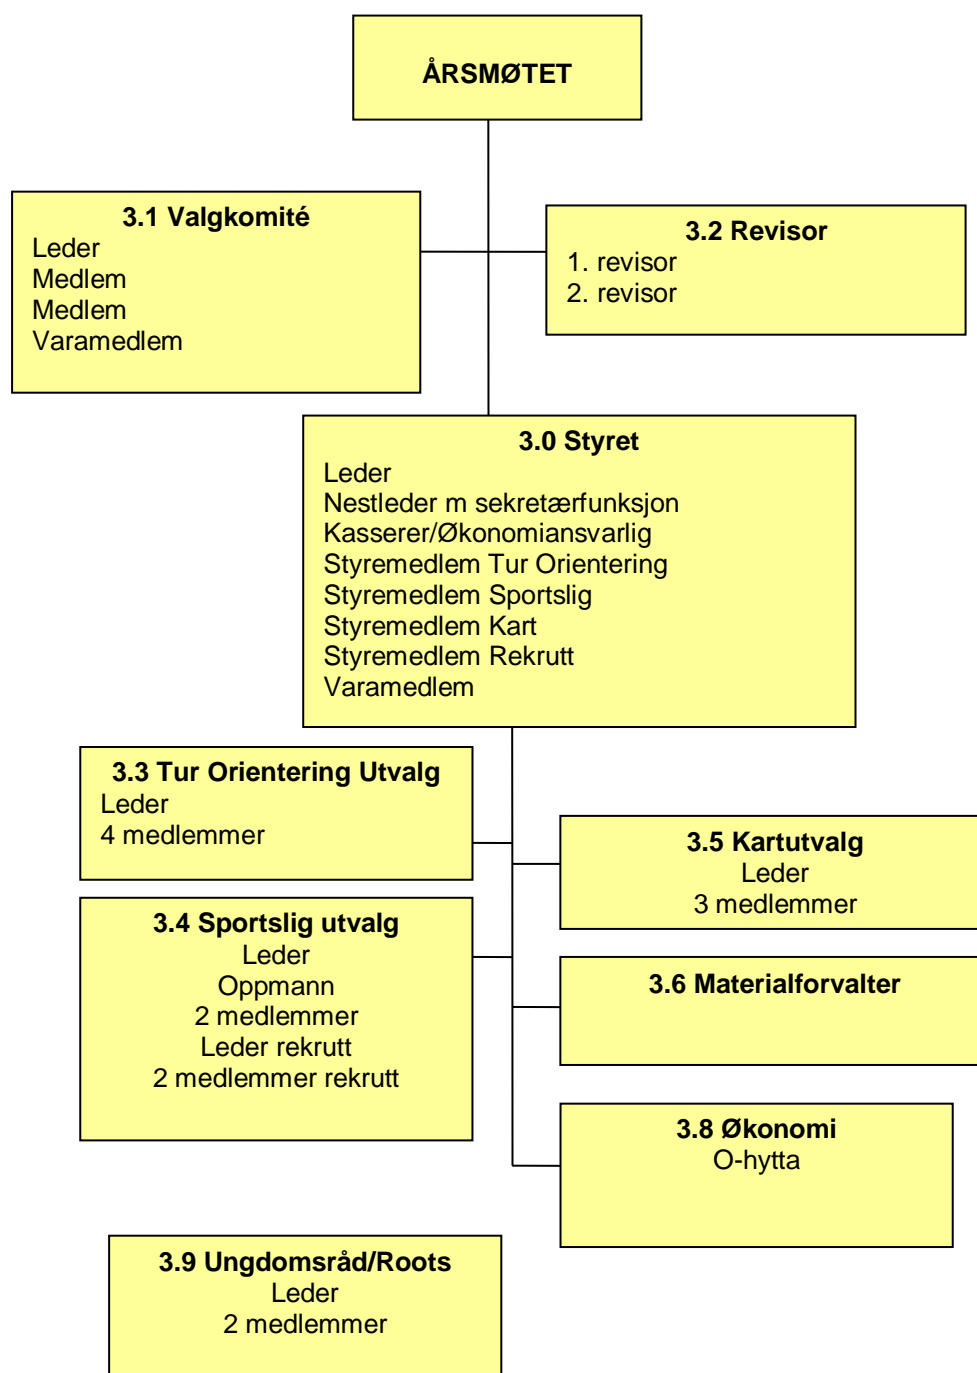 ÅRSMØTET
3.1 Valgkomité
Leder
Medlem
Medlem
Varamedlem
3.2 Revisor
1. revisor
2. revisor
3.0 Styret
Leder
Nestleder m sekretærfunksjon
Kasserer/Økonomiansvarlig
Styremedlem Tur Orientering
Styremedlem Sportslig
Styremedlem Kart
Styremedlem Rekrutt
Varamedlem
3.3 Tur Orientering Utvalg
Leder
4 medlemmer
3.5 Kartutvalg
Leder
3 medlemmer
3.4 Sportslig utvalg
Leder
Oppmann
2 medlemmer
Leder rekrutt
2 medlemmer rekrutt
3.6 Materialforvalter
3.8 Økonomi
O-hytta
3.9 Ungdomsråd/Roots
Leder
2 medlemmer